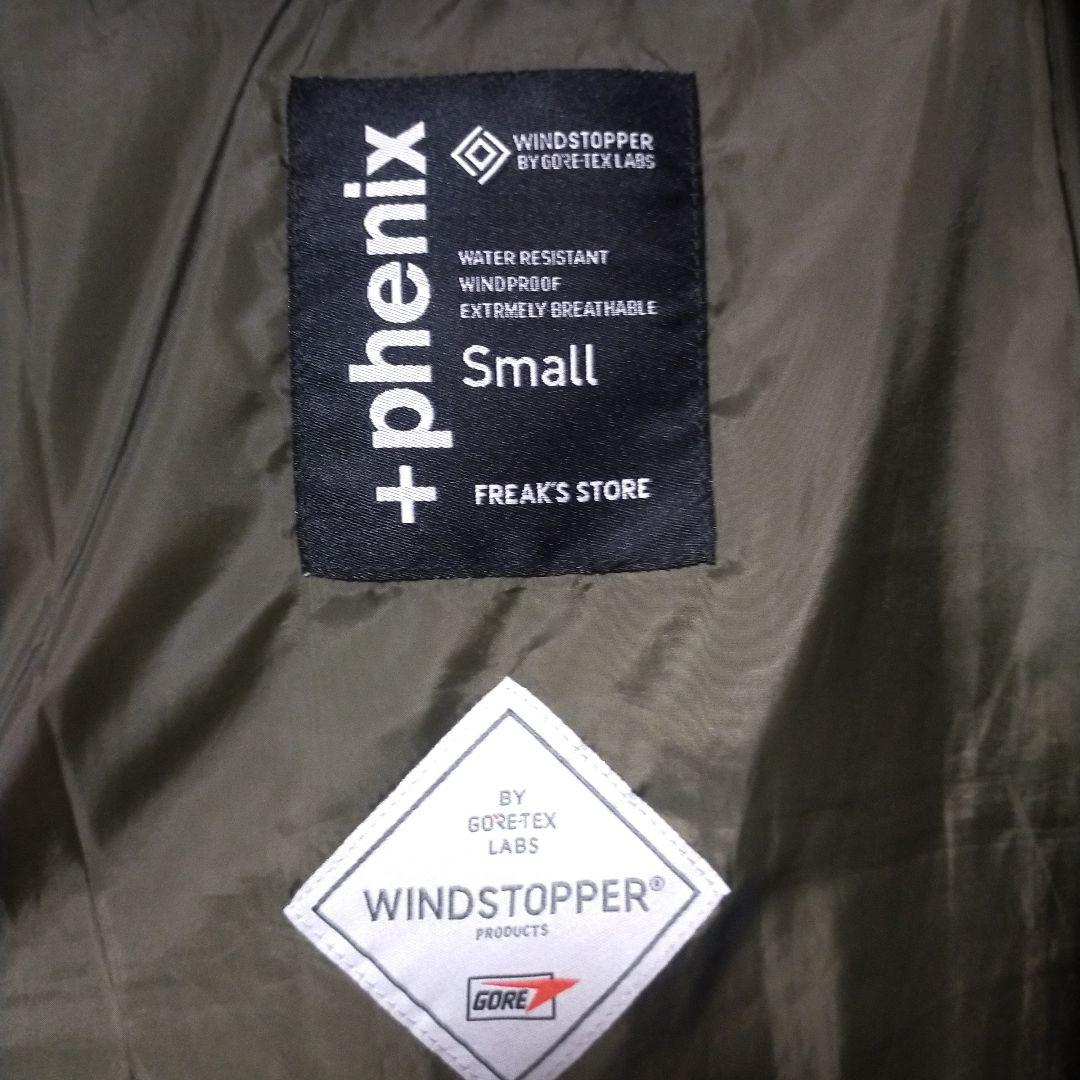 +phenix
WINDSTOPPER
BY GORE-TEX LABS
WATER RESISTANT
WINDPROOF
EXTRMELY BREATHABLE
Small
FREAK'S STORE
BY
GORE-TEX
LABS
WINDSTOPPER®
PRODUCTS
GORE